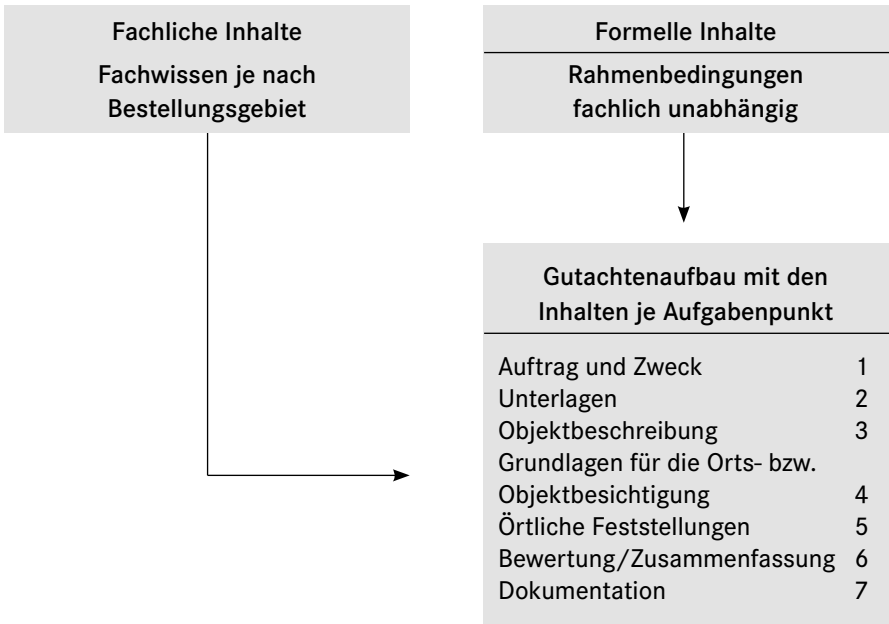 Fachliche Inhalte
Fachwissen je nach
Bestellungsgebiet
Formelle Inhalte
Rahmenbedingungen
fachlich unabhängig
Gutachtenaufbau mit den
Inhalten je Aufgabenpunkt
Auftrag und Zweck 1
Unterlagen 2
Objektbeschreibung 3
Grundlagen für die Orts- bzw.
Objektbesichtigung 4
Örtliche Feststellungen 5
Bewertung/Zusammenfassung 6
Dokumentation 7